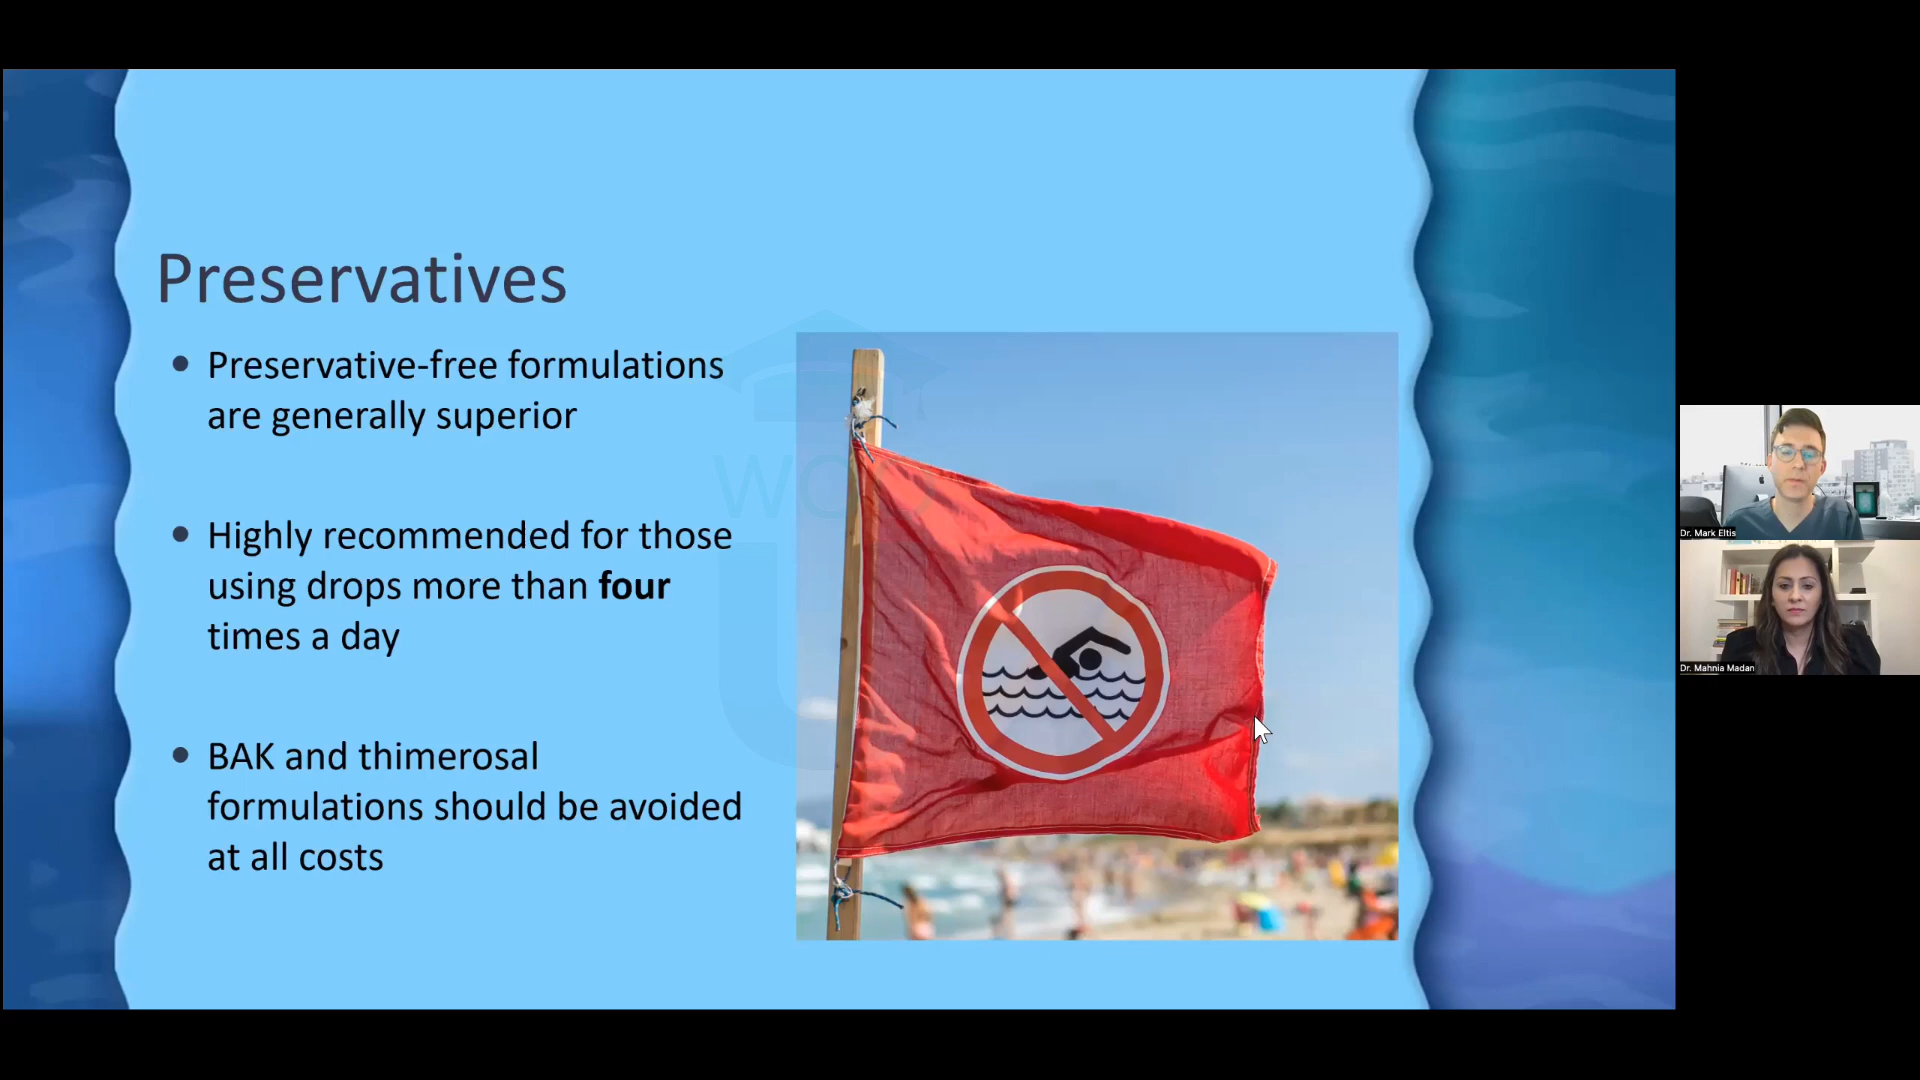 Preservatives
Preservative-free formulations
are generally superior
Highly recommended for those
using drops more than four
times a day
BAK and thimerosal
formulations should be avoided
at all costs
Dr. Mark Eltis
Dr. Mahnia Madan